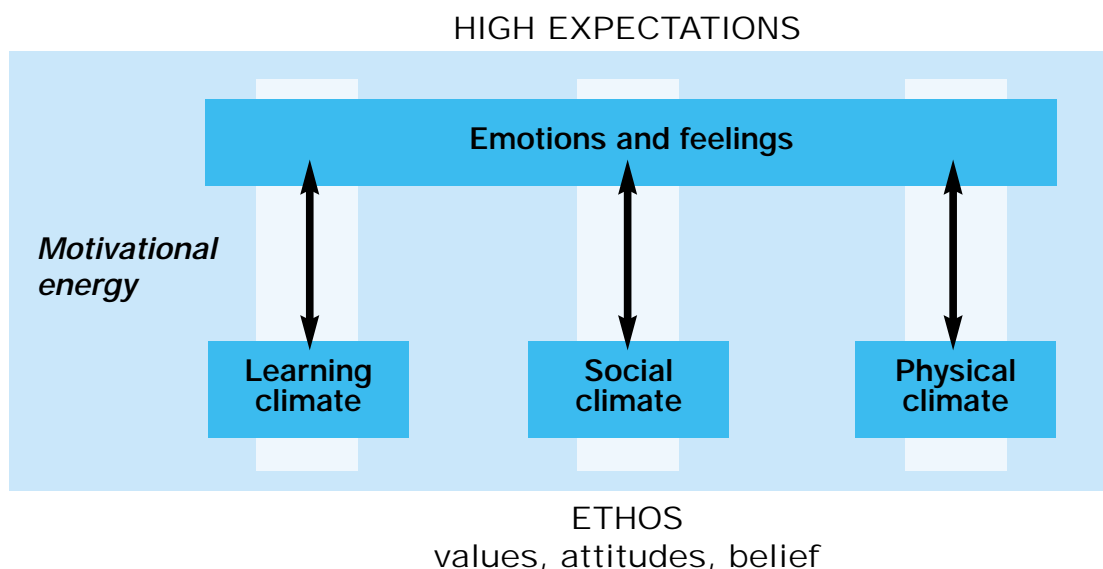 HIGH EXPECTATIONS
Emotions and feelings
Motivational
energy
Learning
climate
Social
climate
Physical
climate
ETHOS
values, attitudes, belief